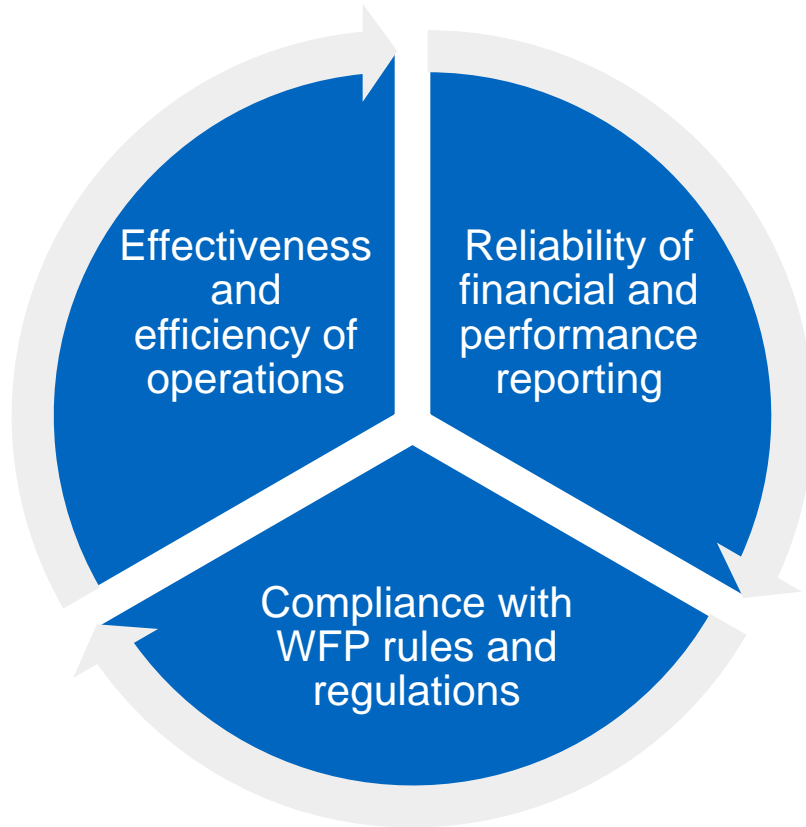 Effectiveness
and
efficiency of
operations
Reliability of
financial and
performance
reporting
Compliance with
WFP rules and
regulations